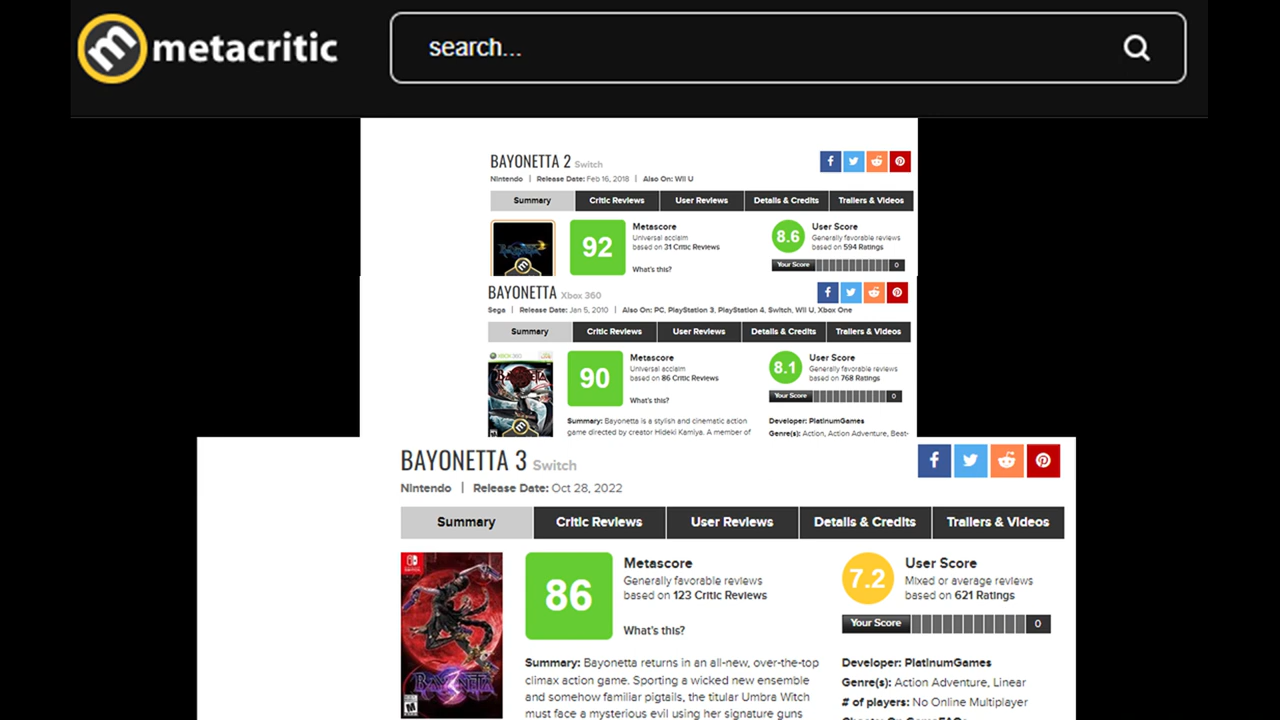 metacritic
search...
BAYONETTA 2 Switch
Nintendo | Release Date: Feb 16, 2018 | Also On: WII U
Summary Critic Reviews User Reviews Details & Credits Trailers & Videos
92
Metascore
Universal acclaim
based on 31 Critic Reviews
What's this?
8.6
User Score
Generally favorable reviews
based on 594 Ratings
Your Score 0
BAYONETTA Xbox 360
Sega | Release Date: Jan 5, 2010 | Also On: PC, PlayStation 3, PlayStation 4, Switch, WII U, Xbox One
Summary Critic Reviews User Reviews Details & Credits Trailers & Videos
XBOX 360
BAYONETTA
90
Metascore
Universal acclaim
based on 86 Critic Reviews
What's this?
8.1
User Score
Generally favorable reviews
based on 768 Ratings
Your Score 0
Summary: Bayonetta is a stylish and cinematic action
game directed by creator Hideki Kamiya. A member of
Developer: PlatinumGames
Genre(s): Action, Action Adventure, Beat-
BAYONETTA 3 Switch
Nintendo | Release Date: Oct 28, 2022
Summary Critic Reviews User Reviews Details & Credits Trailers & Videos
BAYONETTA
86
Metascore
Generally favorable reviews
based on 123 Critic Reviews
What's this?
7.2
User Score
Mixed or average reviews
based on 621 Ratings
Your Score 0
Summary: Bayonetta returns in an all-new, over-the-top
climax action game. Sporting a wicked new ensemble
and somehow familiar pigtails, the titular Umbra Witch
must face a mysterious evil using her signature guns
Developer: PlatinumGames
Genre(s): Action Adventure, Linear
# of players: No Online Multiplayer